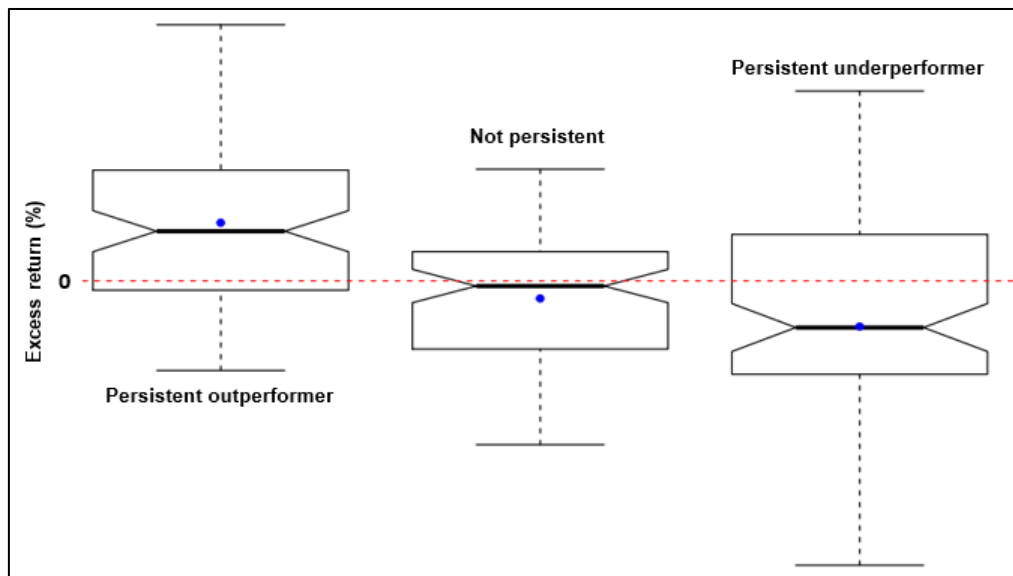 Persistent underperformer
Not persistent
Excess return (%)
0
Persistent outperformer